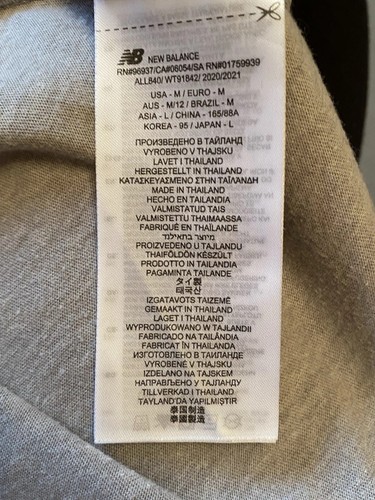 NB NEW BALANCE
RN#96937/CA#06054/SA RN#01759939
ALL840/ WT91842/ 2020/2021
USA - M / EURO - M
AUS - M/12 / BRAZIL - M
ASIA - L / CHINA - 165/88A
KOREA - 95 / JAPAN - L
ПРОИЗВЕДЕНО В ТАЙЛАНД
VYROBENO V THAJSKU
LAVET I THAILAND
HERGESTELLT IN THAILAND
ΚΑΤΑΣΚΕΥΑΣΜΕΝΟ ΣΤΗΝ ΤΑΪΛΑΝΔΗ
MADE IN THAILAND
HECHO EN TAILANDIA
VALMISTATUD TAIS
VALMISTETTU THAIMAASSA
FABRIQUÉ EN THAÏLANDE
מיוצר בתאילנד
PROIZVEDENO U TAJLANDU
THAIFÖLDÖN KÉSZÜLT
PRODOTTO IN TAILANDIA
PAGAMINTA TAILANDE
タイ製
태국산
IZGATAVOTS TAIZEMĒ
GEMAAKT IN THAILAND
LAGET I THAILAND
WYPRODUKOWANO W TAJLANDII
FABRICADO NA TAILÂNDIA
FABRICAT ÎN THAILANDA
ИЗГОТОВЛЕНО В ТАИЛАНДЕ
VYROBENÉ V THAJSKU
IZDELANO NA TAJSKEM
НАПРАВЉЕНО У ТАЈЛАНДУ
TILLVERKAD I THAILAND
TAYLAND'DA YAPILMIŞTIR
泰国制造
泰國製造